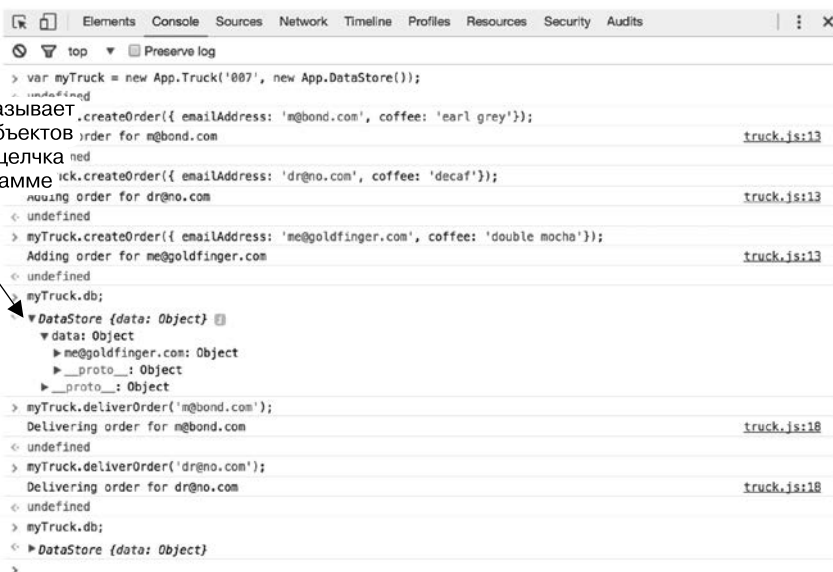 Elements Console Sources Network Timeline Profiles Resources Security Audits
top ▼ Preserve log
> var myTruck = new App.Truck('007', new App.DataStore());
undefined
азывает
бъектов
щелчка
амме
.createOrder({ emailAddress: 'm@bond.com', coffee: 'earl grey'});
order for m@bond.com truck.js:13
ned
ck.createOrder({ emailAddress: 'dr@no.com', coffee: 'decaf'});
Adding order for dr@no.com truck.js:13
undefined
> myTruck.createOrder({ emailAddress: 'me@goldfinger.com', coffee: 'double mocha'});
Adding order for me@goldfinger.com truck.js:13
undefined
> myTruck.db;
▼ DataStore {data: Object}
▼ data: Object
▶ me@goldfinger.com: Object
▶ __proto__: Object
▶ __proto__: Object
> myTruck.deliverOrder('m@bond.com');
Delivering order for m@bond.com truck.js:18
undefined
> myTruck.deliverOrder('dr@no.com');
Delivering order for dr@no.com truck.js:18
undefined
> myTruck.db;
▶ DataStore {data: Object}
>